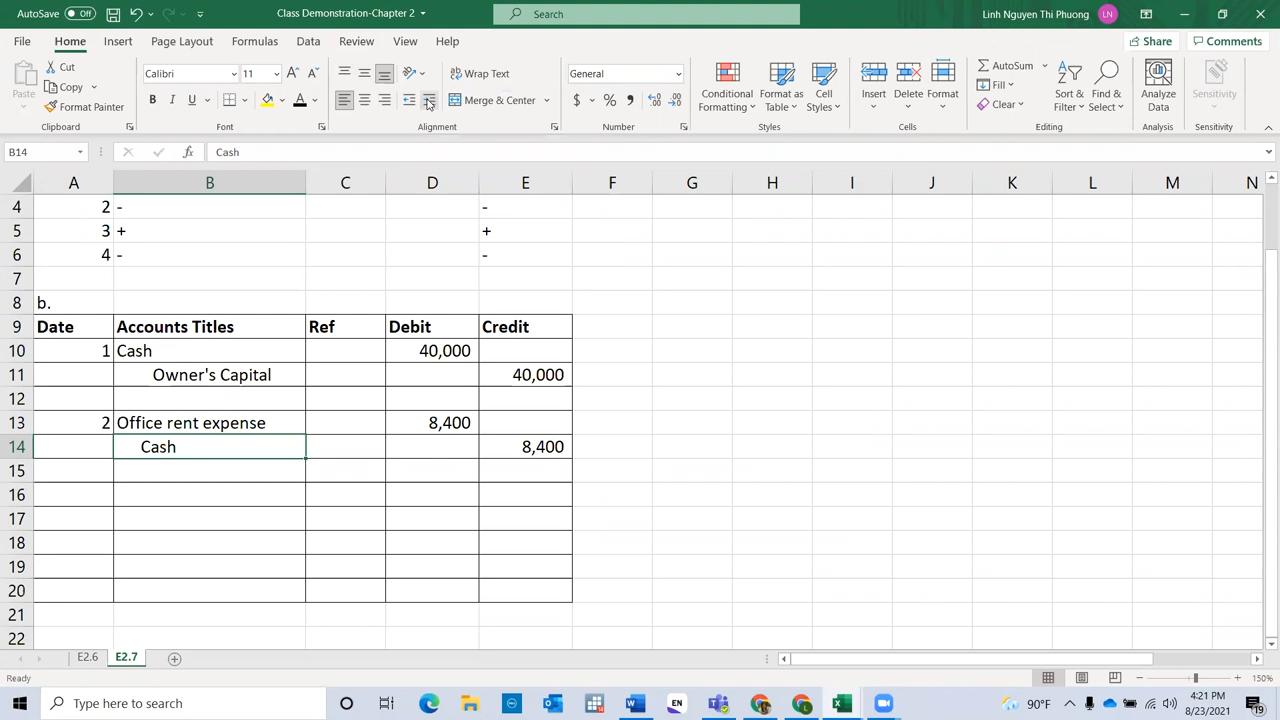 AutoSave Off Class Demonstration-Chapter 2 Search Linh Nguyen Thi Phuong LN
File Home Insert Page Layout Formulas Data Review View Help Share Comments
Paste Cut Copy Format Painter
Calibri 11 Wrap Text General
B I U A Merge & Center $ % ,
Conditional Formatting Format as Table Cell Styles Insert Delete Format
AutoSum Fill Clear Sort & Filter Find & Select Analyze Data Sensitivity
Clipboard Font Alignment Number Styles Cells Editing Analysis Sensitivity
B14 fx Cash
A B C D E F G H I J K L M N
4 2 - -
5 3 + +
6 4 - -
7
8 b.
9 Date Accounts Titles Ref Debit Credit
10 1 Cash 40,000
11 Owner's Capital 40,000
12
13 2 Office rent expense 8,400
14 Cash 8,400
15
16
17
18
19
20
21
22
E2.6 E2.7
Ready 150%
Type here to search EN 90°F 4:21 PM
8/23/2021 19